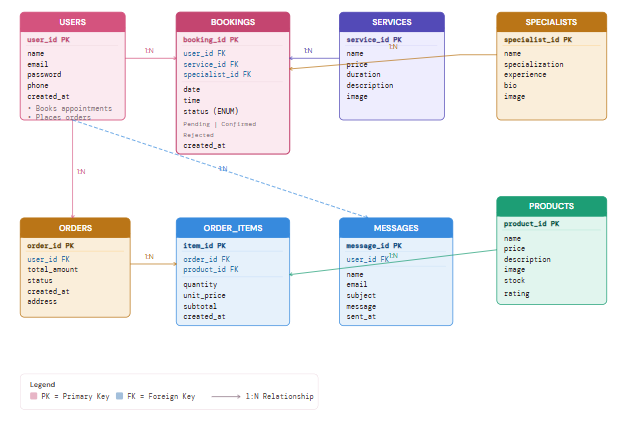 USERS
user_id PK
name
email
password
phone
created_at
• Books appointments
• Places orders
1:N
BOOKINGS
booking_id PK
user_id FK
service_id FK
specialist_id FK
date
time
status (ENUM)
Pending | Confirmed
Rejected
created_at
1:N
SERVICES
service_id PK
name
price
duration
description
image
1:N
SPECIALISTS
specialist_id PK
name
specialization
experience
bio
image
1:N
1:N
ORDERS
order_id PK
user_id FK
total_amount
status
created_at
address
1:N
ORDER_ITEMS
item_id PK
order_id FK
product_id FK
quantity
unit_price
subtotal
created_at
MESSAGES
message_id PK
user_id FK
name
email
subject
message
sent_at
1:N
PRODUCTS
product_id PK
name
price
description
image
stock
rating
Legend
PK = Primary Key FK = Foreign Key 1:N Relationship